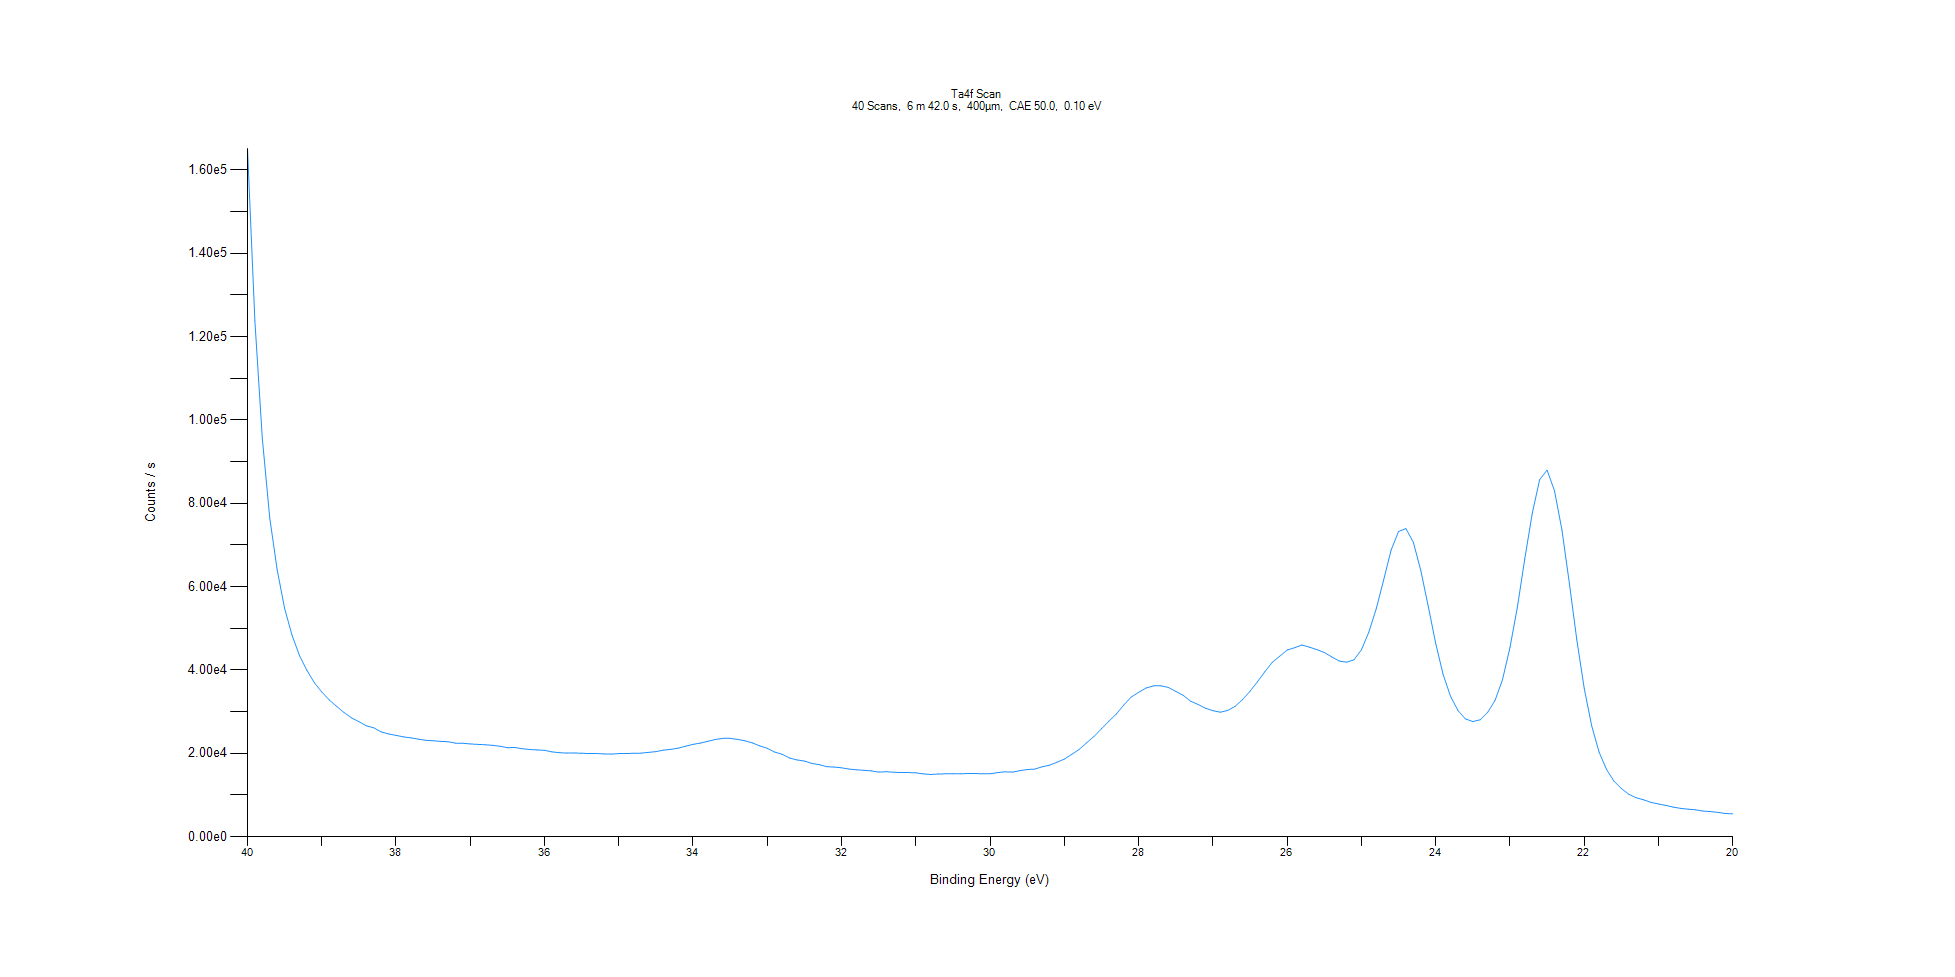 Ta4f Scan
40 Scans,  6 m 42.0 s,  400µm,  CAE 50.0,  0.10 eV
1.60e5
1.40e5
1.20e5
1.00e5
8.00e4
6.00e4
4.00e4
2.00e4
0.00e0
Counts / s
40 38 36 34 32 30 28 26 24 22 20
Binding Energy (eV)